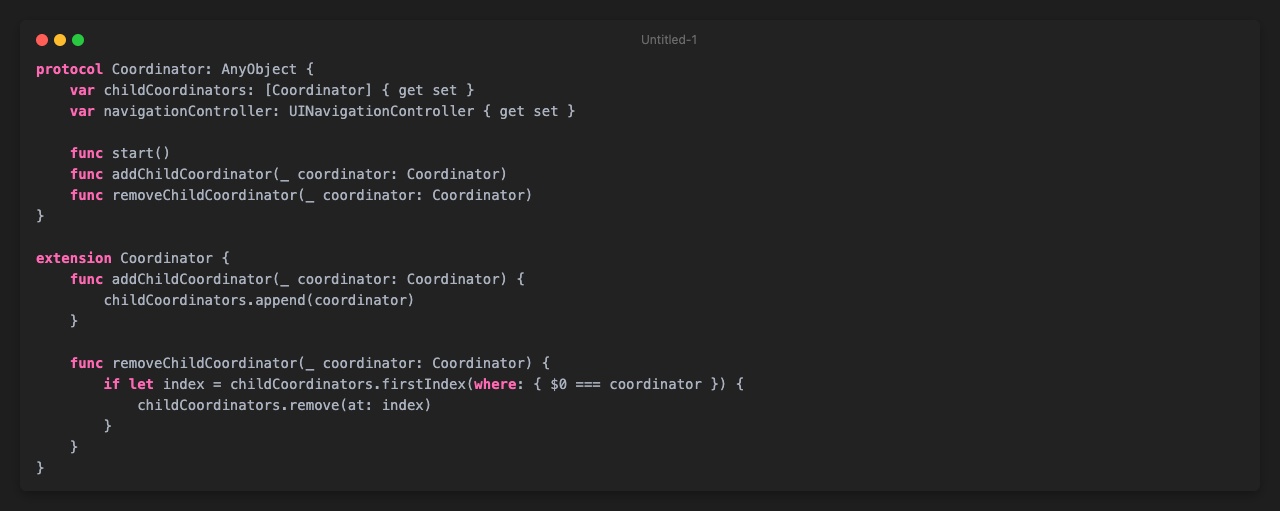 Untitled-1
protocol Coordinator: AnyObject {
    var childCoordinators: [Coordinator] { get set }
    var navigationController: UINavigationController { get set }

    func start()
    func addChildCoordinator(_ coordinator: Coordinator)
    func removeChildCoordinator(_ coordinator: Coordinator)
}

extension Coordinator {
    func addChildCoordinator(_ coordinator: Coordinator) {
        childCoordinators.append(coordinator)
    }

    func removeChildCoordinator(_ coordinator: Coordinator) {
        if let index = childCoordinators.firstIndex(where: { $0 === coordinator }) {
            childCoordinators.remove(at: index)
        }
    }
}